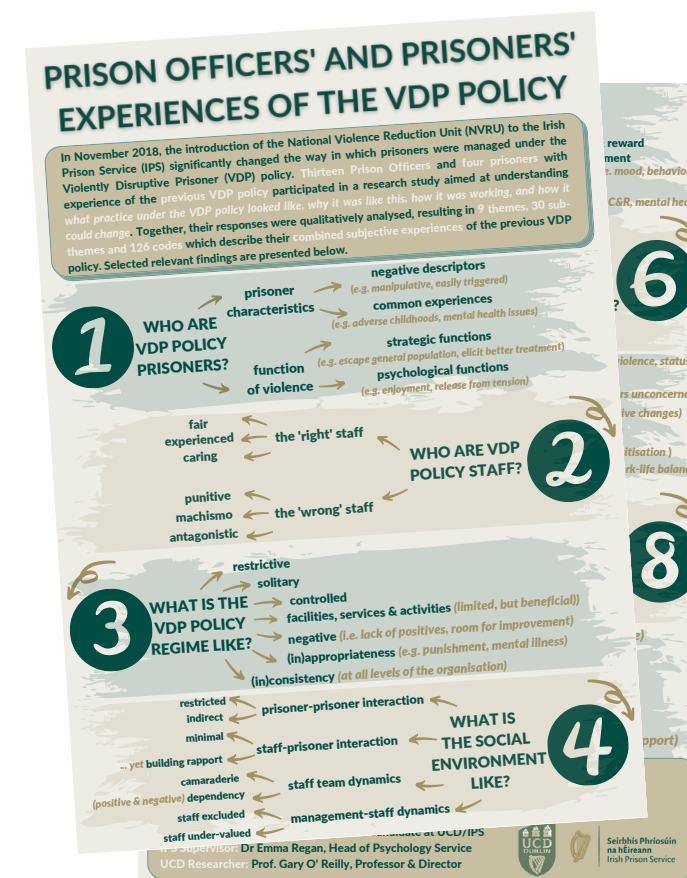 PRISON OFFICERS' AND PRISONERS'
EXPERIENCES OF THE VDP POLICY
In November 2018, the introduction of the National Violence Reduction Unit (NVRU) to the Irish
Prison Service (IPS) significantly changed the way in which prisoners were managed under the
Violently Disruptive Prisoner (VDP) policy. Thirteen Prison Officers and four prisoners with
experience of the previous VDP policy participated in a research study aimed at understanding
what practice under the VDP policy looked like, why it was like this, how it was working, and how it
could change. Together, their responses were qualitatively analysed, resulting in 9 themes, 30 sub-
themes and 126 codes which describe their combined subjective experiences of the previous VDP
policy. Selected relevant findings are presented below.
1
WHO ARE
VDP POLICY
PRISONERS?
prisoner
characteristics
negative descriptors
(e.g. manipulative, easily triggered)
common experiences
(e.g. adverse childhoods, mental health issues)
function
of violence
strategic functions
(e.g. escape general population, elicit better treatment)
psychological functions
(e.g. enjoyment, release from tension)
2
WHO ARE VDP
POLICY STAFF?
the 'right' staff
fair
experienced
caring
the 'wrong' staff
punitive
machismo
antagonistic
3
WHAT IS THE
VDP POLICY
REGIME LIKE?
restrictive
solitary
controlled
facilities, services & activities (limited, but beneficial))
negative (i.e. lack of positives, room for improvement)
(in)appropriateness (e.g. punishment, mental illness)
(in)consistency (at all levels of the organisation)
4
WHAT IS
THE SOCIAL
ENVIRONMENT
LIKE?
prisoner-prisoner interaction
restricted
indirect
staff-prisoner interaction
minimal
... yet building rapport
staff team dynamics
camaraderie
(positive & negative) dependency
management-staff dynamics
staff excluded
staff under-valued
reward
ment
mood, behaviou
C&R, mental hea
6
?
violence, status
rs unconcerne
ive changes)
itisation )
rk-life balanc
8
e)
pport)
at UCD/IPS
Supervisor: Dr Emma Regan, Head of Psychology Service
UCD Researcher: Prof. Gary O' Reilly, Professor & Director
UCD
DUBLIN
Seirbhís Phríosúin
na hÉireann
Irish Prison Service